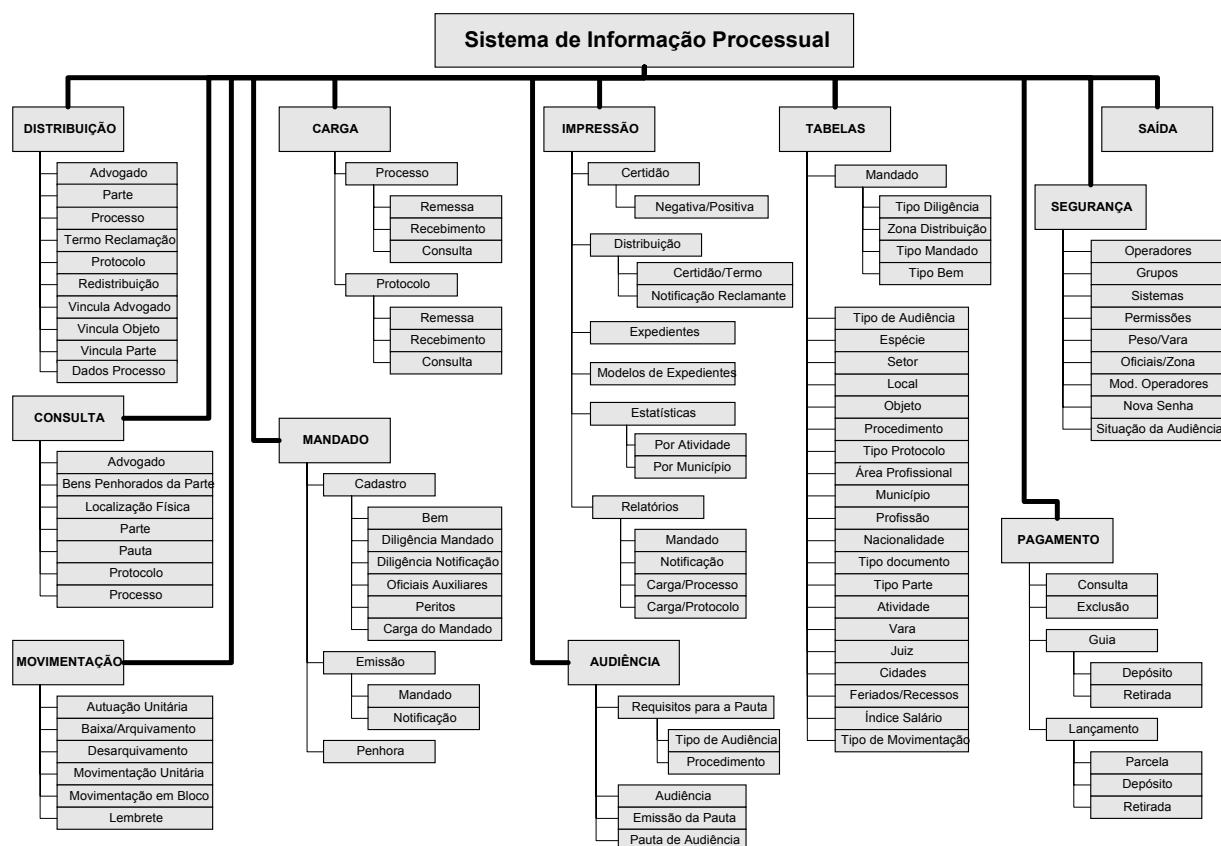 Sistema de Informação Processual
DISTRIBUIÇÃO
Advogado
Parte
Processo
Termo Reclamação
Protocolo
Redistribuição
Vincula Advogado
Vincula Objeto
Vincula Parte
Dados Processo
CONSULTA
Advogado
Bens Penhorados da Parte
Localização Física
Parte
Pauta
Protocolo
Processo
MOVIMENTAÇÃO
Autuação Unitária
Baixa/Arquivamento
Desarquivamento
Movimentação Unitária
Movimentação em Bloco
Lembrete
CARGA
Processo
Remessa
Recebimento
Consulta
Protocolo
Remessa
Recebimento
Consulta
MANDADO
Cadastro
Bem
Diligência Mandado
Diligência Notificação
Oficiais Auxiliares
Peritos
Carga do Mandado
Emissão
Mandado
Notificação
Penhora
IMPRESSÃO
Certidão
Negativa/Positiva
Distribuição
Certidão/Termo
Notificação Reclamante
Expedientes
Modelos de Expedientes
Estatísticas
Por Atividade
Por Município
Relatórios
Mandado
Notificação
Carga/Processo
Carga/Protocolo
AUDIÊNCIA
Requisitos para a Pauta
Tipo de Audiência
Procedimento
Audiência
Emissão da Pauta
Pauta de Audiência
TABELAS
Mandado
Tipo Diligência
Zona Distribuição
Tipo Mandado
Tipo Bem
Tipo de Audiência
Espécie
Setor
Local
Objeto
Procedimento
Tipo Protocolo
Área Profissional
Município
Profissão
Nacionalidade
Tipo documento
Tipo Parte
Atividade
Vara
Juiz
Cidades
Feriados/Recessos
Índice Salário
Tipo de Movimentação
SAÍDA
SEGURANÇA
Operadores
Grupos
Sistemas
Permissões
Peso/Vara
Oficiais/Zona
Mod. Operadores
Nova Senha
Situação da Audiência
PAGAMENTO
Consulta
Exclusão
Guia
Depósito
Retirada
Lançamento
Parcela
Depósito
Retirada